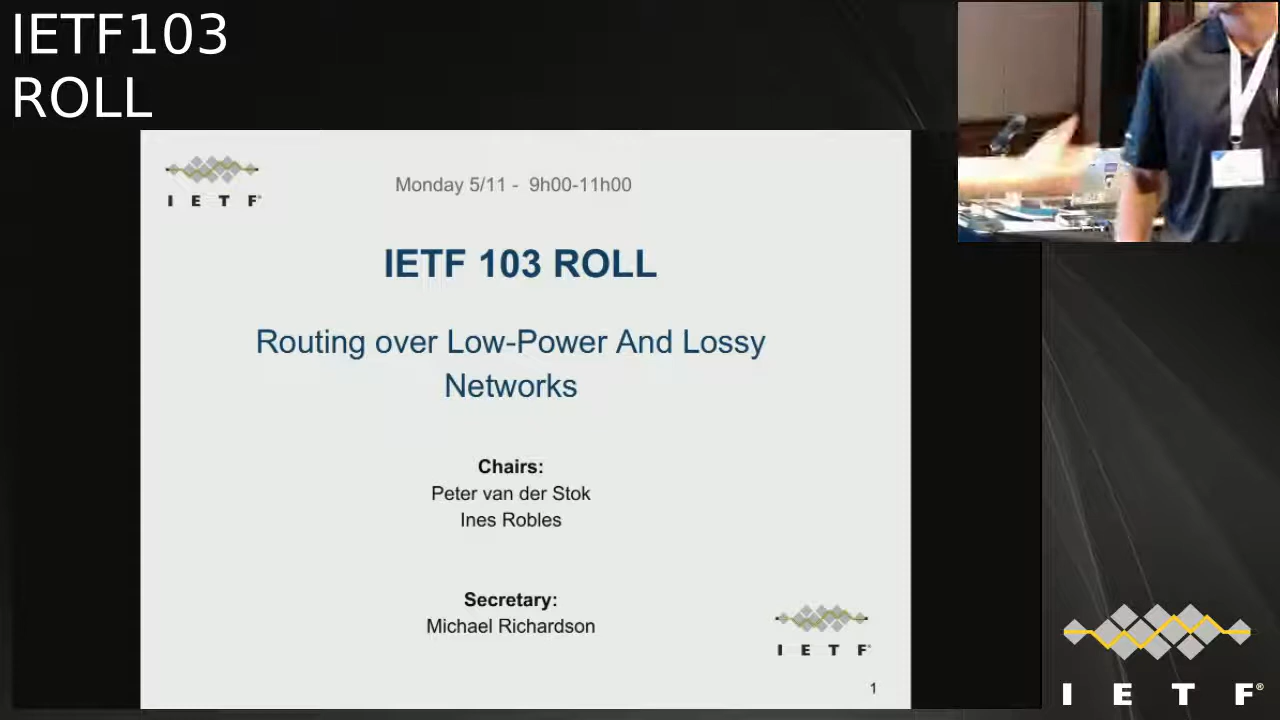 IETF103
ROLL
I E T F
Monday 5/11 - 9h00-11h00
IETF 103 ROLL
Routing over Low-Power And Lossy
Networks
Chairs:
Peter van der Stok
Ines Robles
Secretary:
Michael Richardson
I E T F
1
I E T F®